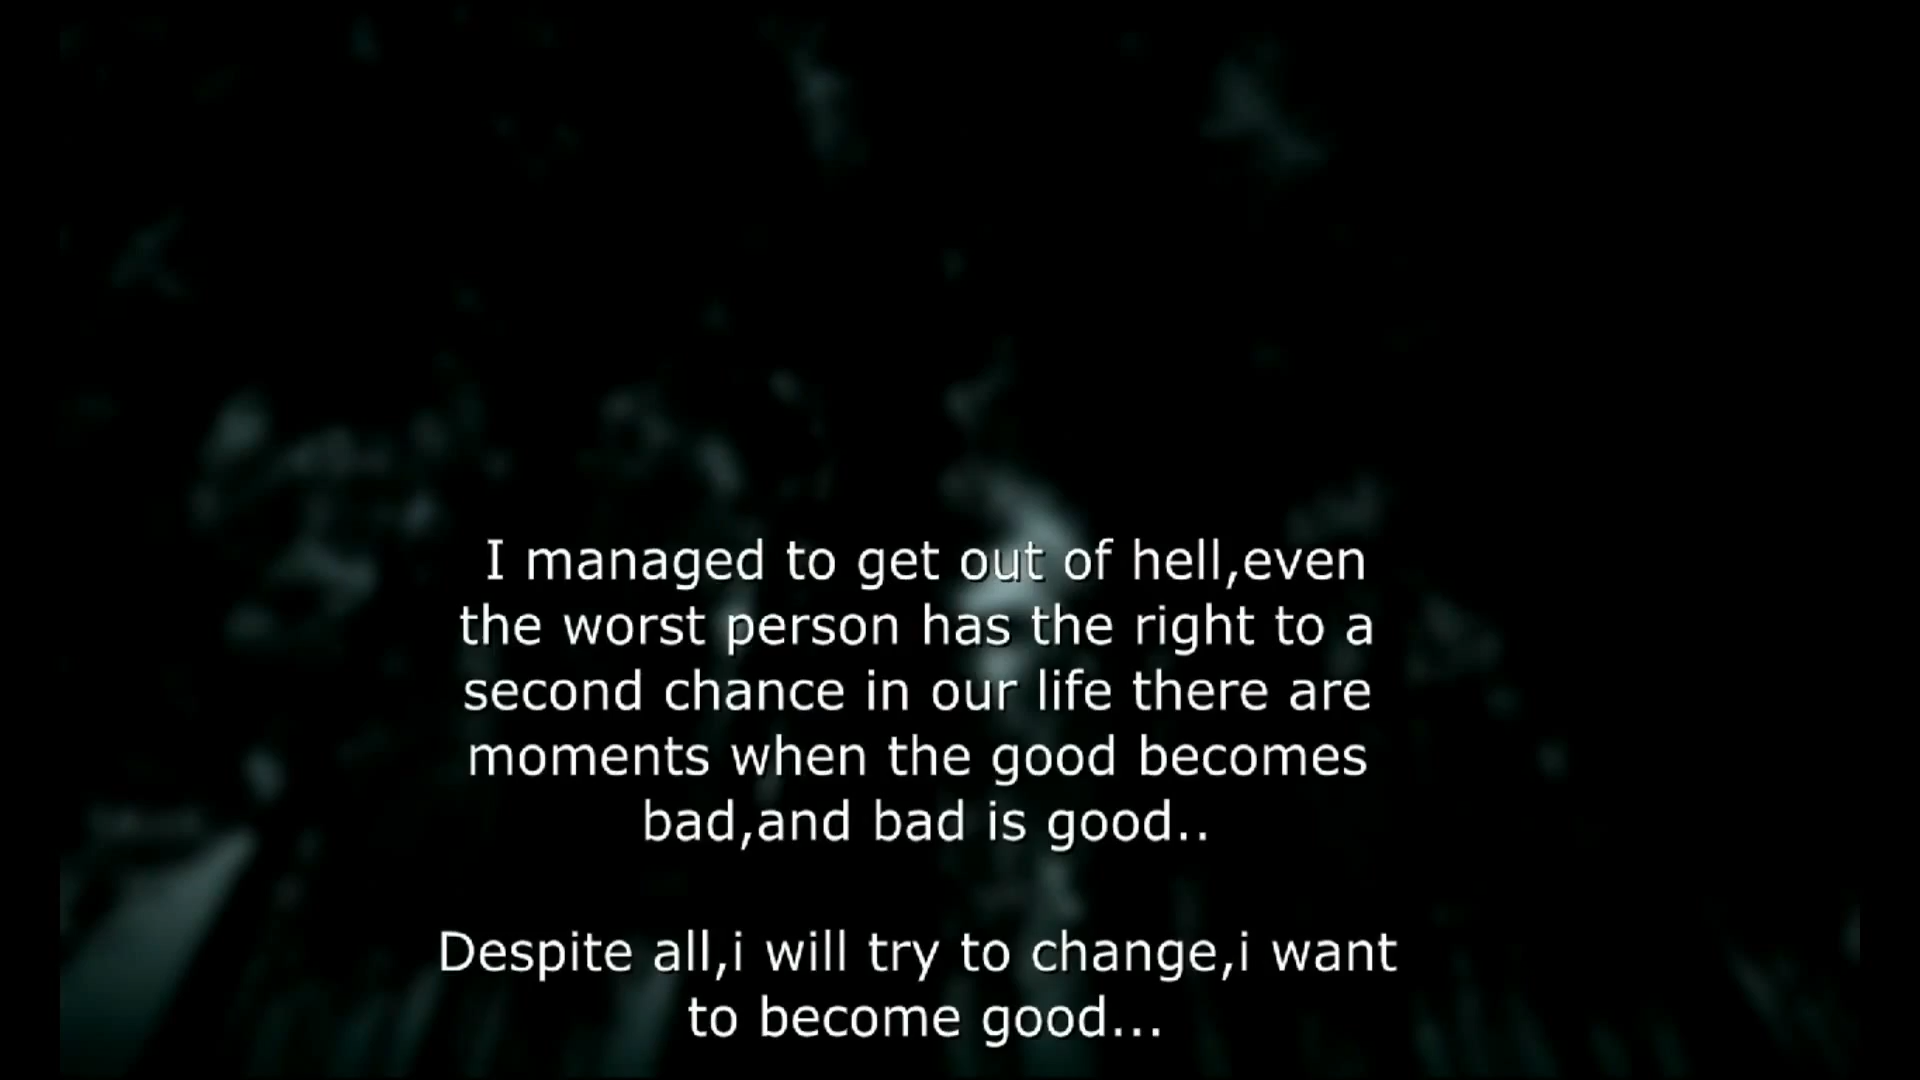 I managed to get out of hell,even
the worst person has the right to a
second chance in our life there are
moments when the good becomes
bad,and bad is good..
Despite all,i will try to change,i want
to become good...